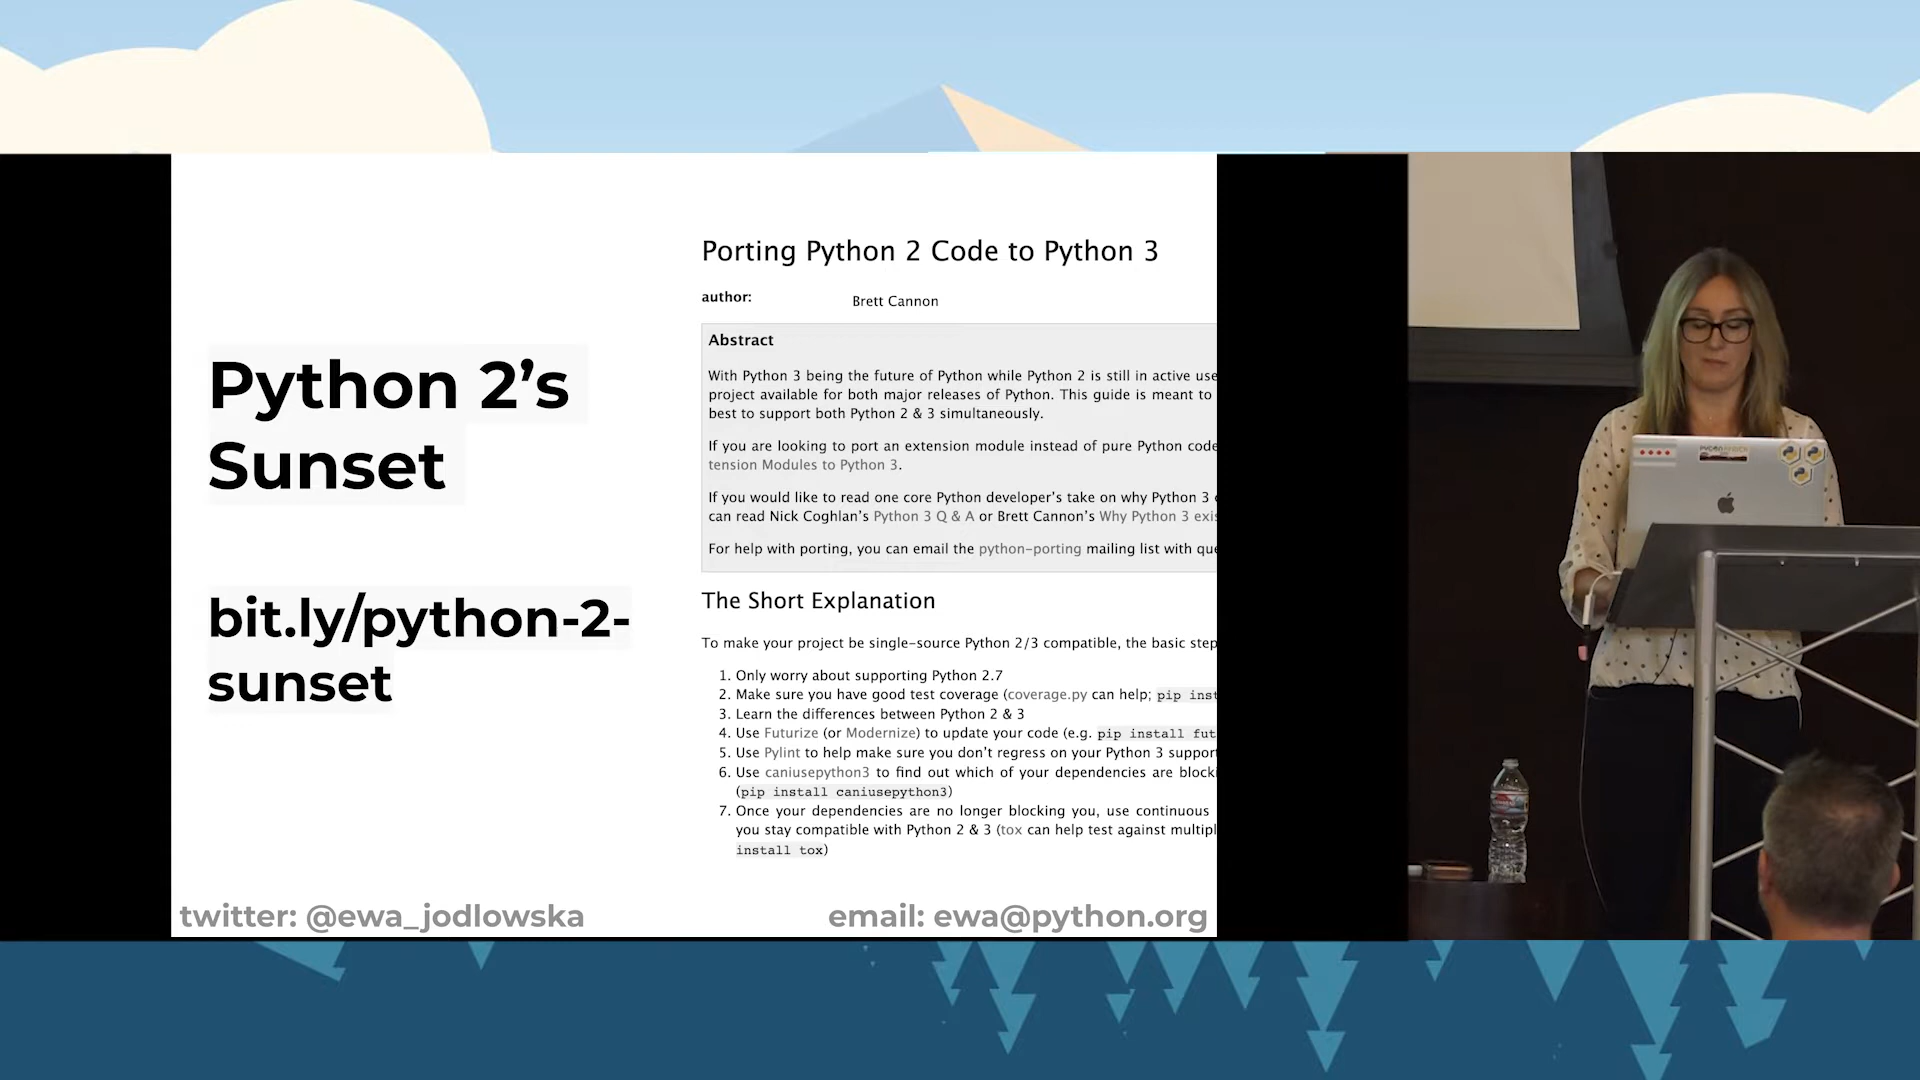 Python 2’s
Sunset
bit.ly/python-2-
sunset
Porting Python 2 Code to Python 3
author: Brett Cannon
Abstract
With Python 3 being the future of Python while Python 2 is still in active use
project available for both major releases of Python. This guide is meant to
best to support both Python 2 & 3 simultaneously.
If you are looking to port an extension module instead of pure Python code
tension Modules to Python 3.
If you would like to read one core Python developer’s take on why Python 3
can read Nick Coghlan’s Python 3 Q & A or Brett Cannon’s Why Python 3 exis
For help with porting, you can email the python-porting mailing list with que
The Short Explanation
To make your project be single-source Python 2/3 compatible, the basic step
1. Only worry about supporting Python 2.7
2. Make sure you have good test coverage (coverage.py can help; pip inst
3. Learn the differences between Python 2 & 3
4. Use Futurize (or Modernize) to update your code (e.g. pip install fut
5. Use Pylint to help make sure you don’t regress on your Python 3 support
6. Use caniusepython3 to find out which of your dependencies are blocki
(pip install caniusepython3)
7. Once your dependencies are no longer blocking you, use continuous
you stay compatible with Python 2 & 3 (tox can help test against multipl
install tox)
twitter: @ewa_jodlowska
email: ewa@python.org